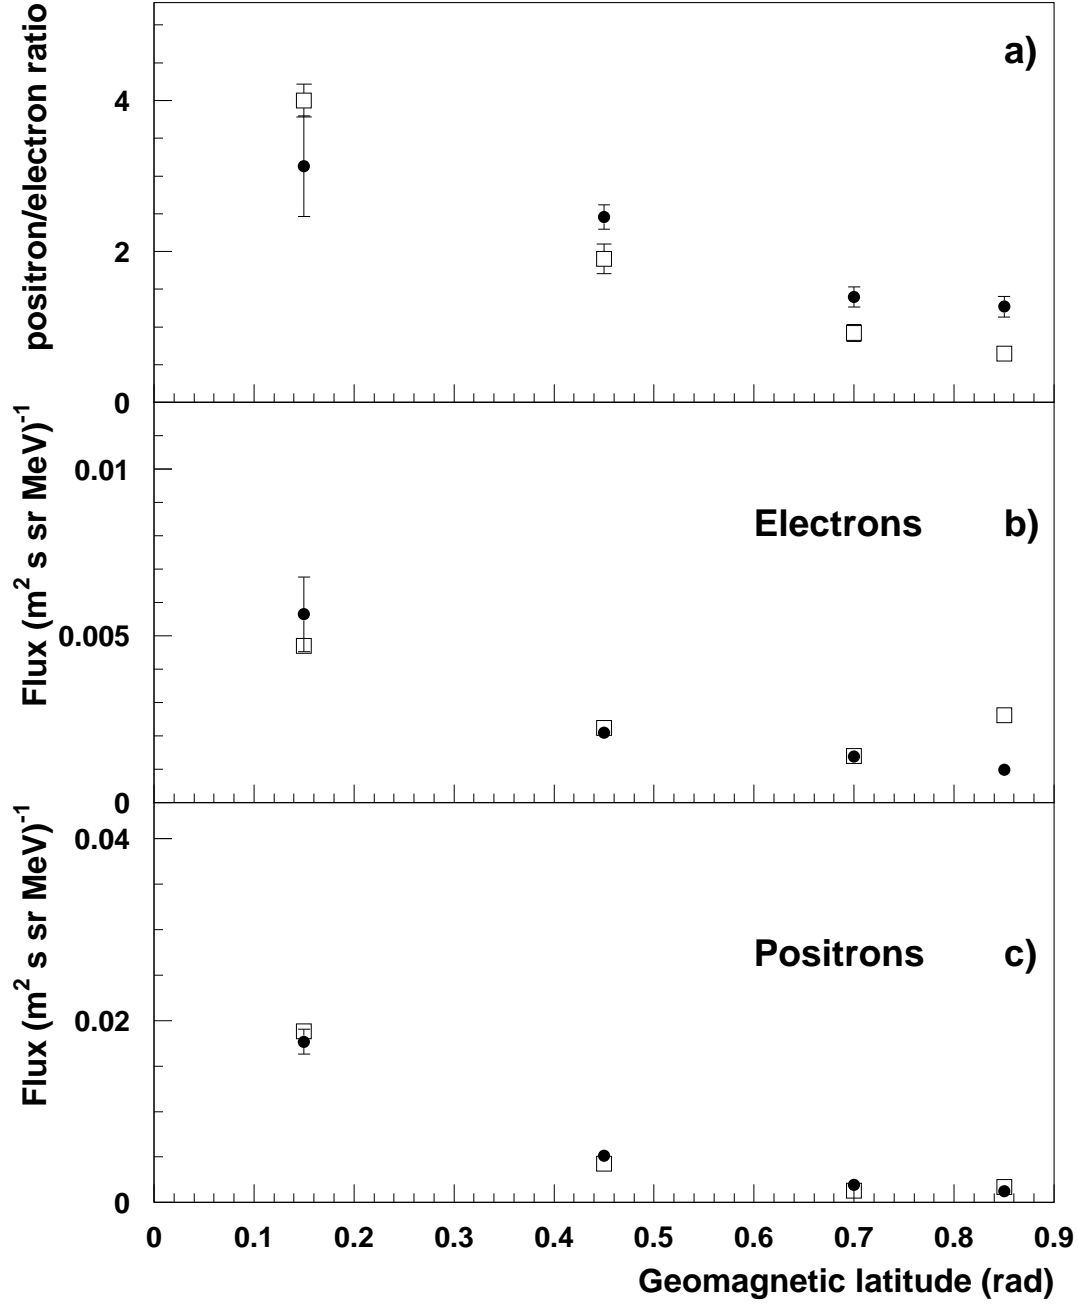 positron/electron ratio
a)
4
2
0
Flux (m² s sr MeV)⁻¹
0.01
Electrons b)
0.005
0
Flux (m² s sr MeV)⁻¹
0.04
Positrons c)
0.02
0
0 0.1 0.2 0.3 0.4 0.5 0.6 0.7 0.8 0.9
Geomagnetic latitude (rad)